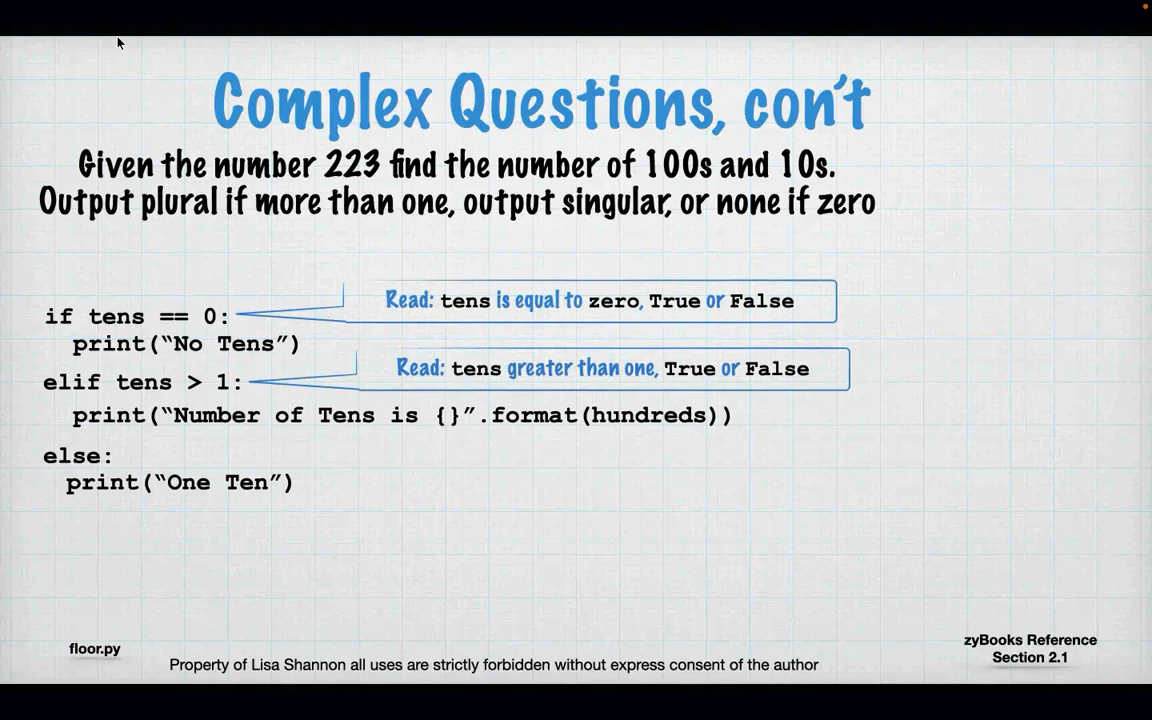 Complex Questions, con't
Given the number 223 find the number of 100s and 10s.
Output plural if more than one, output singular, or none if zero
Read: tens is equal to zero, True or False
if tens == 0:
print(“No Tens”)
Read: tens greater than one, True or False
elif tens > 1:
print(“Number of Tens is {}”.format(hundreds))
else:
print(“One Ten”)
floor.py
Property of Lisa Shannon all uses are strictly forbidden without express consent of the author
zyBooks Reference
Section 2.1